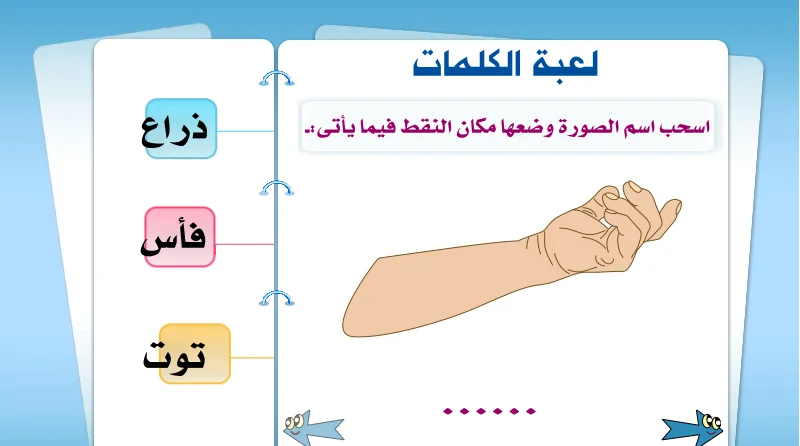 لعبة الكلمات
اسحب اسم الصورة وضعها مكان النقط فيما يأتى :ـ
ذراع
فأس
توت